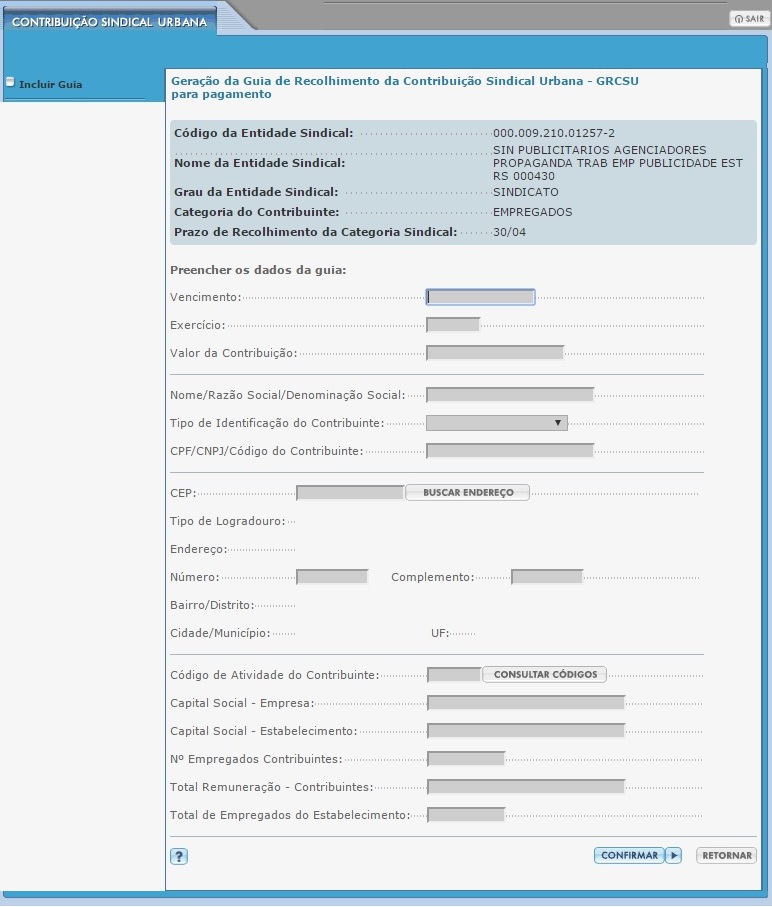 CONTRIBUIÇÃO SINDICAL URBANA
SAIR
Incluir Guia
Geração da Guia de Recolhimento da Contribuição Sindical Urbana - GRCSU
para pagamento
Código da Entidade Sindical: 000.009.210.01257-2
SIN PUBLICITARIOS AGENCIADORES
Nome da Entidade Sindical: PROPAGANDA TRAB EMP PUBLICIDADE EST
RS 000430
Grau da Entidade Sindical: SINDICATO
Categoria do Contribuinte: EMPREGADOS
Prazo de Recolhimento da Categoria Sindical: 30/04
Preencher os dados da guia:
Vencimento:
Exercício:
Valor da Contribuição:
Nome/Razão Social/Denominação Social:
Tipo de Identificação do Contribuinte:
CPF/CNPJ/Código do Contribuinte:
CEP: BUSCAR ENDEREÇO
Tipo de Logradouro:
Endereço:
Número: Complemento:
Bairro/Distrito:
Cidade/Município: UF:
Código de Atividade do Contribuinte: CONSULTAR CÓDIGOS
Capital Social - Empresa:
Capital Social - Estabelecimento:
Nº Empregados Contribuintes:
Total Remuneração - Contribuintes:
Total de Empregados do Estabelecimento:
? CONFIRMAR RETORNAR